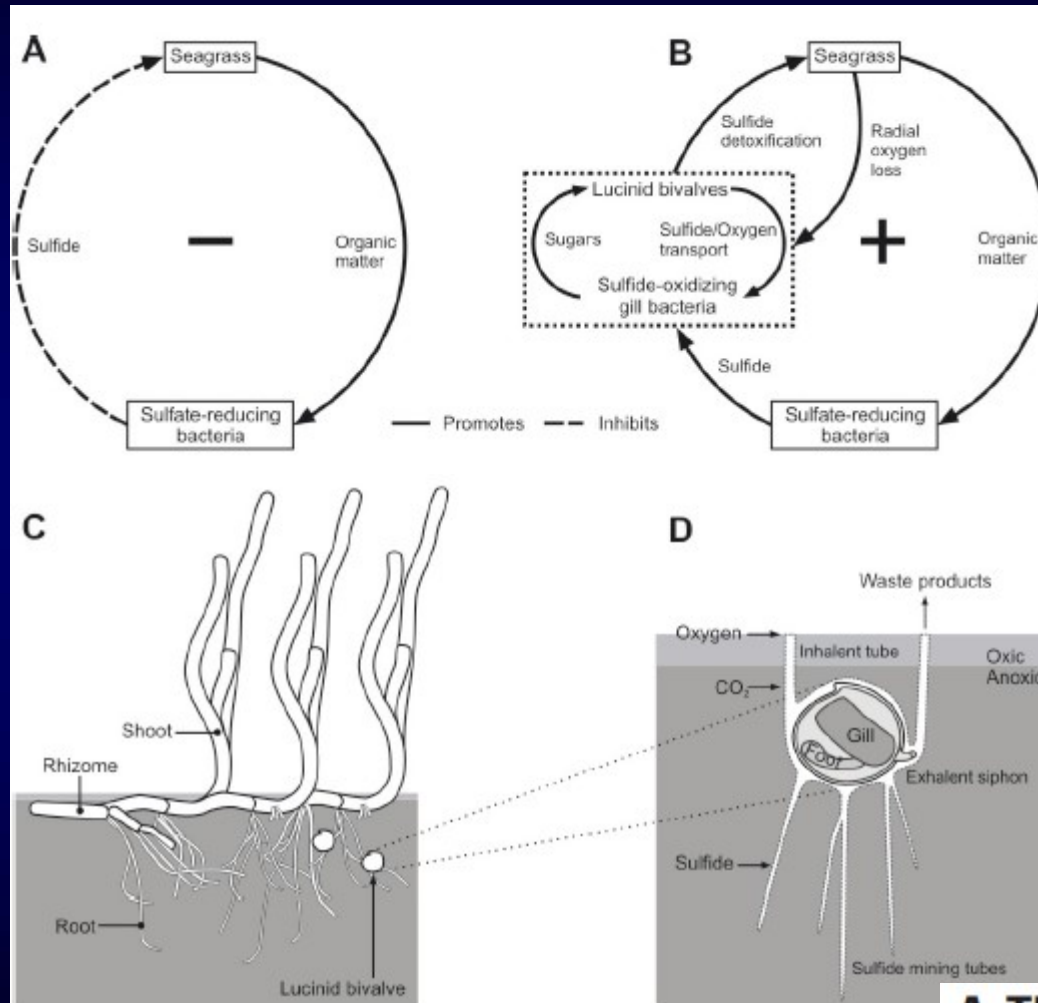 A
Seagrass
Sulfide
Organic
matter
Sulfate-reducing
bacteria
B
Seagrass
Sulfide
detoxification
Radial
oxygen
loss
Lucinid bivalves
Sugars
Sulfide/Oxygen
transport
Sulfide-oxidizing
gill bacteria
Organic
matter
Sulfide
Sulfate-reducing
bacteria
Promotes
Inhibits
C
Shoot
Rhizome
Root
Lucinid bivalve
D
Waste products
Oxygen
Inhalent tube
Oxic
Anoxic
CO₂
Gill
Foot
Exhalent siphon
Sulfide
Sulfide mining tubes